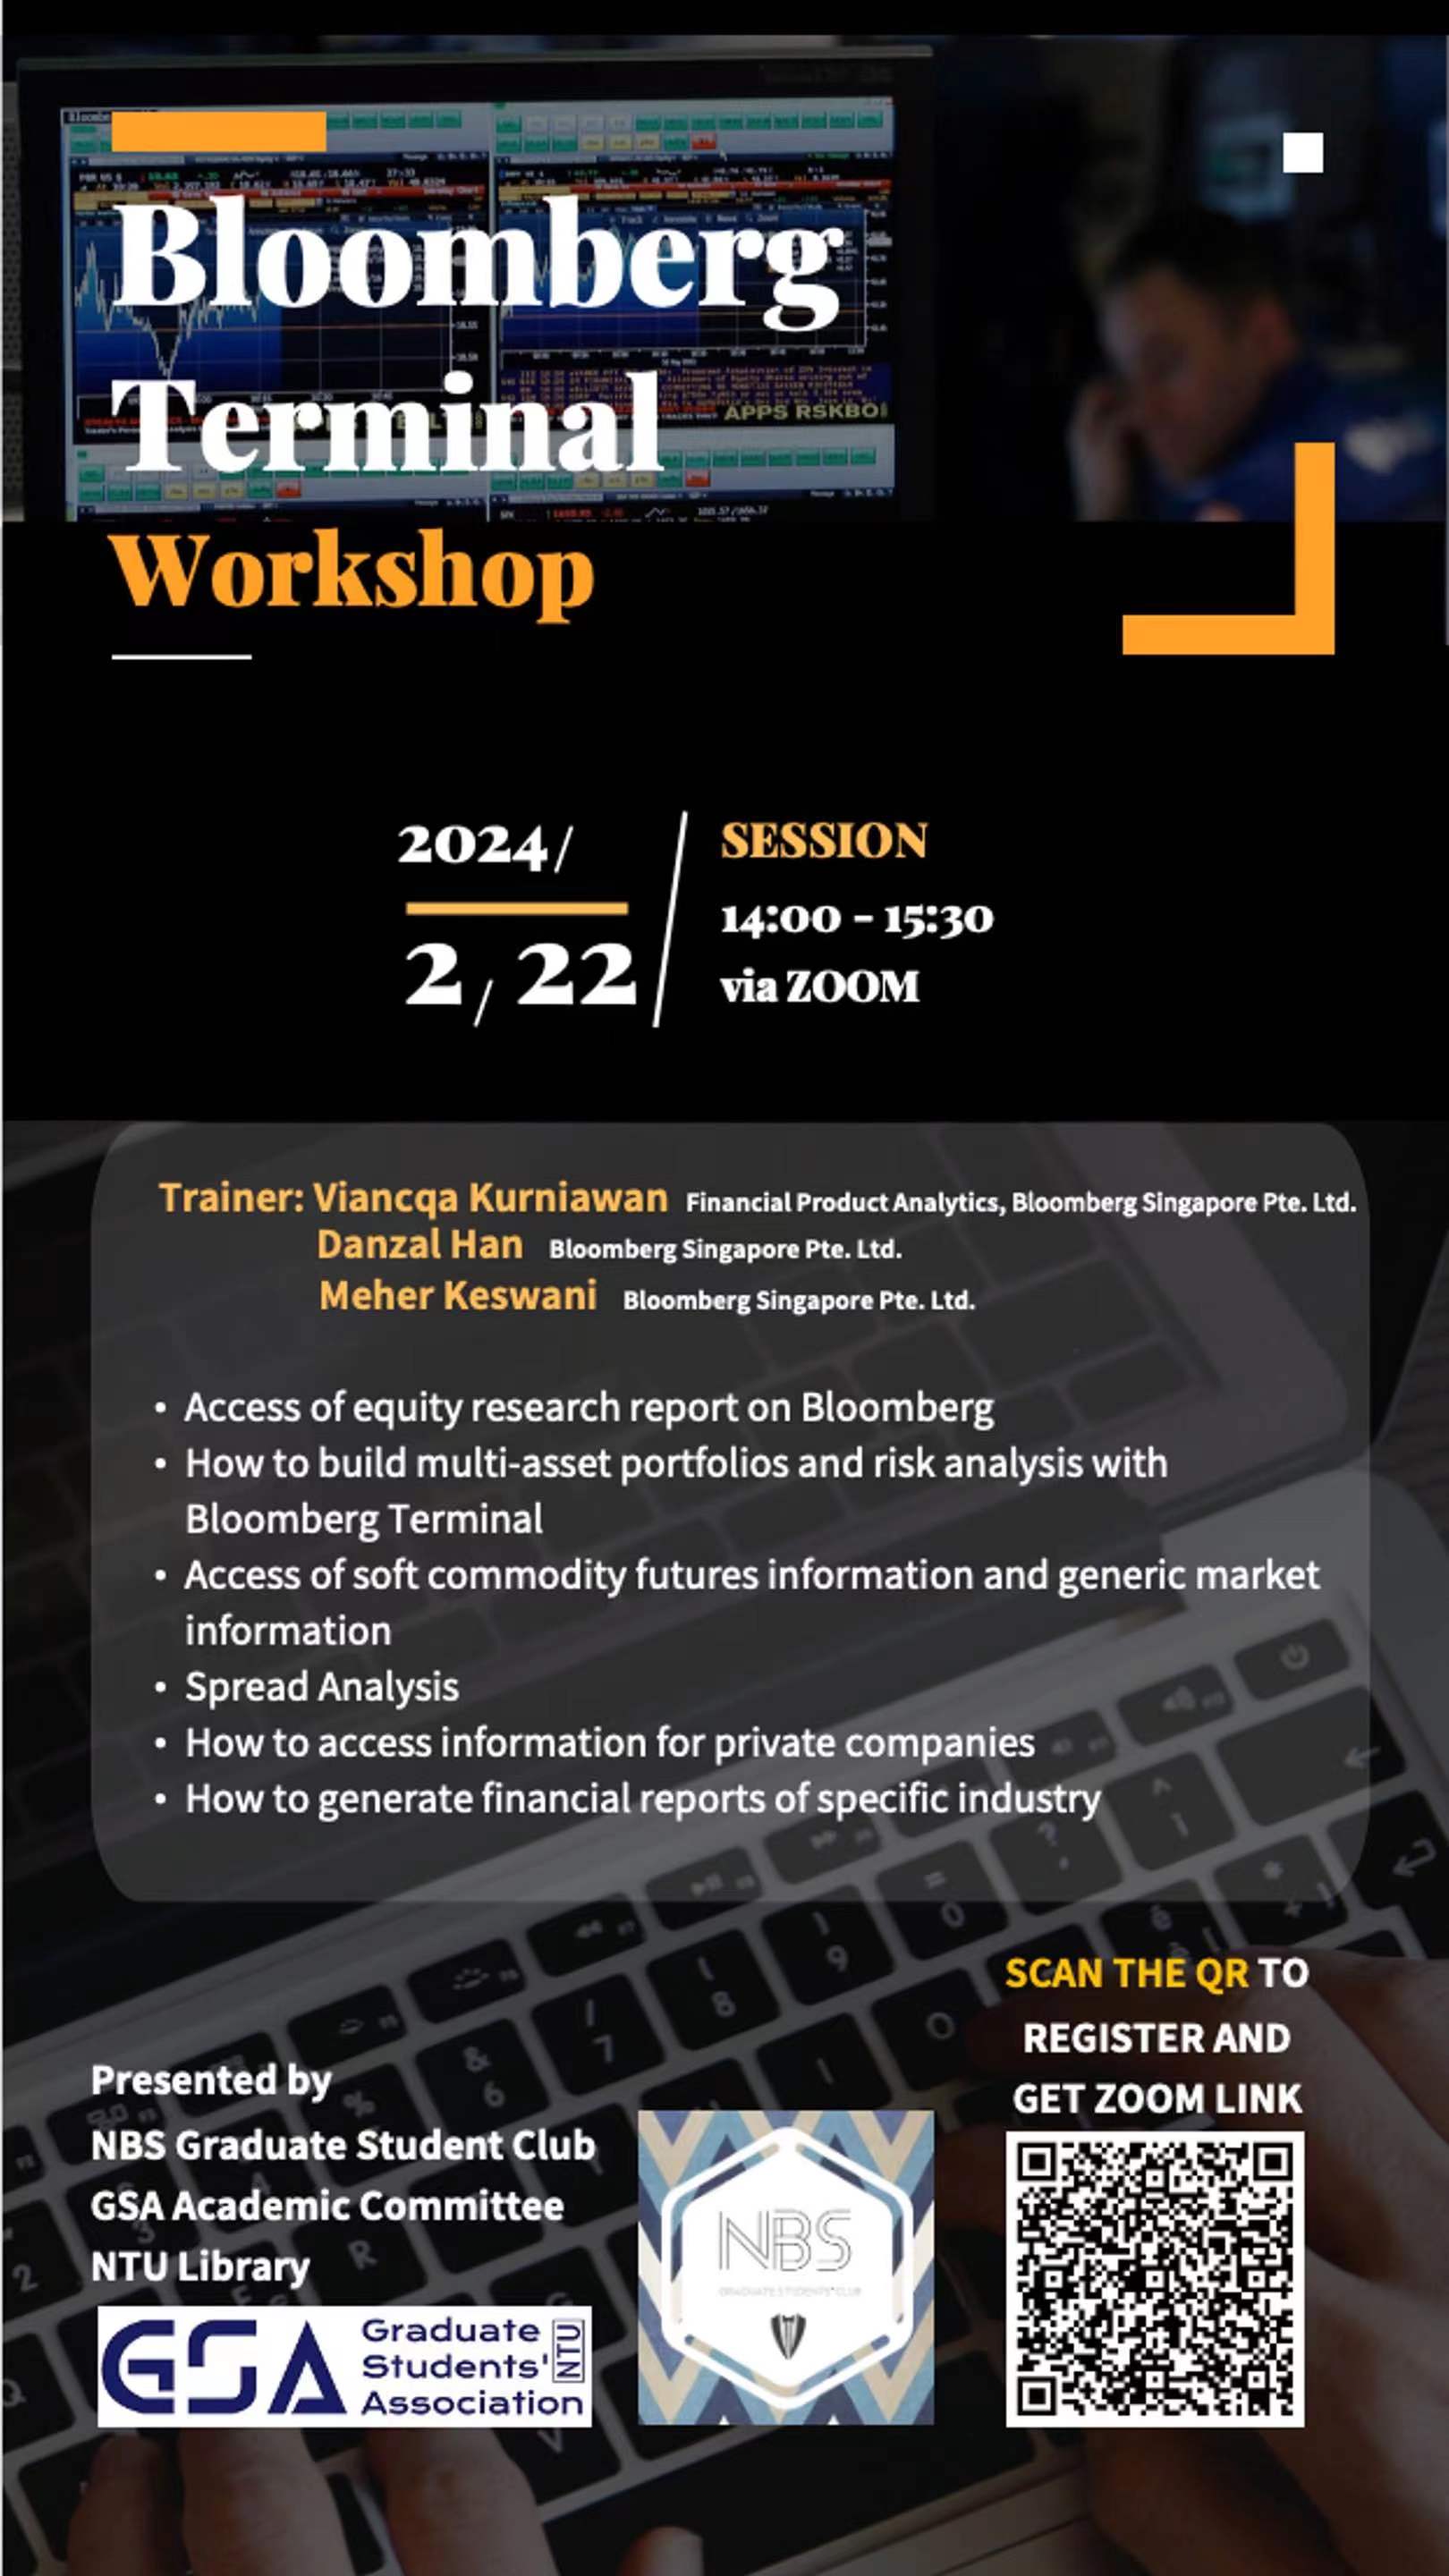 Bloomberg
Terminal
APPS RSKBO
Workshop
2024/
2/22
SESSION
14:00 - 15:30
via ZOOM
Trainer: Viancqa Kurniawan Financial Product Analytics, Bloomberg Singapore Pte. Ltd.
Danzal Han Bloomberg Singapore Pte. Ltd.
Meher Keswani Bloomberg Singapore Pte. Ltd.
• Access of equity research report on Bloomberg
• How to build multi-asset portfolios and risk analysis with
Bloomberg Terminal
• Access of soft commodity futures information and generic market
information
• Spread Analysis
• How to access information for private companies
• How to generate financial reports of specific industry
SCAN THE QR TO
REGISTER AND
GET ZOOM LINK
Presented by
NBS Graduate Student Club
GSA Academic Committee
NTU Library
GSA
Graduate
Students'
Association
NTU
NBS
GRADUATE STUDENTS' CLUB